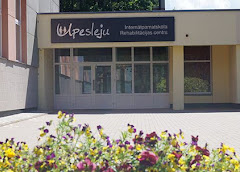 Upesleju
Internātpamatskola
Rehabilitācijas centrs